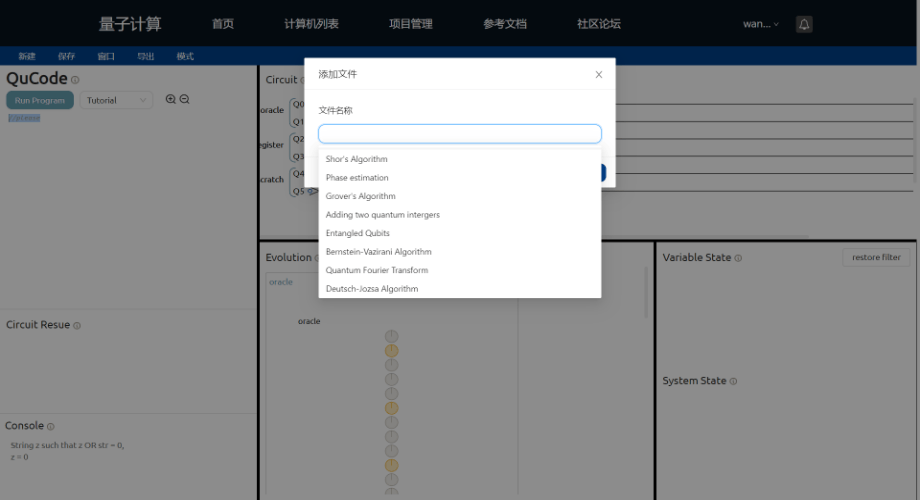 量子计算 首页 计算机列表 项目管理 参考文档 社区论坛 wan...
新建 保存 窗口 导出 模式
QuCode
Run Program Tutorial
Circuit
oracle Q0
Q1
egister Q2
Q3
cratch Q4
Q5
添加文件
文件名称
Shor's Algorithm
Phase estimation
Grover's Algorithm
Adding two quantum intergers
Entangled Qubits
Bernstein-Vazirani Algorithm
Quantum Fourier Transform
Deutsch-Jozsa Algorithm
Evolution
oracle
oracle
Variable State restore filter
System State
Circuit Resue
Console
String z such that z OR str = 0,
z = 0